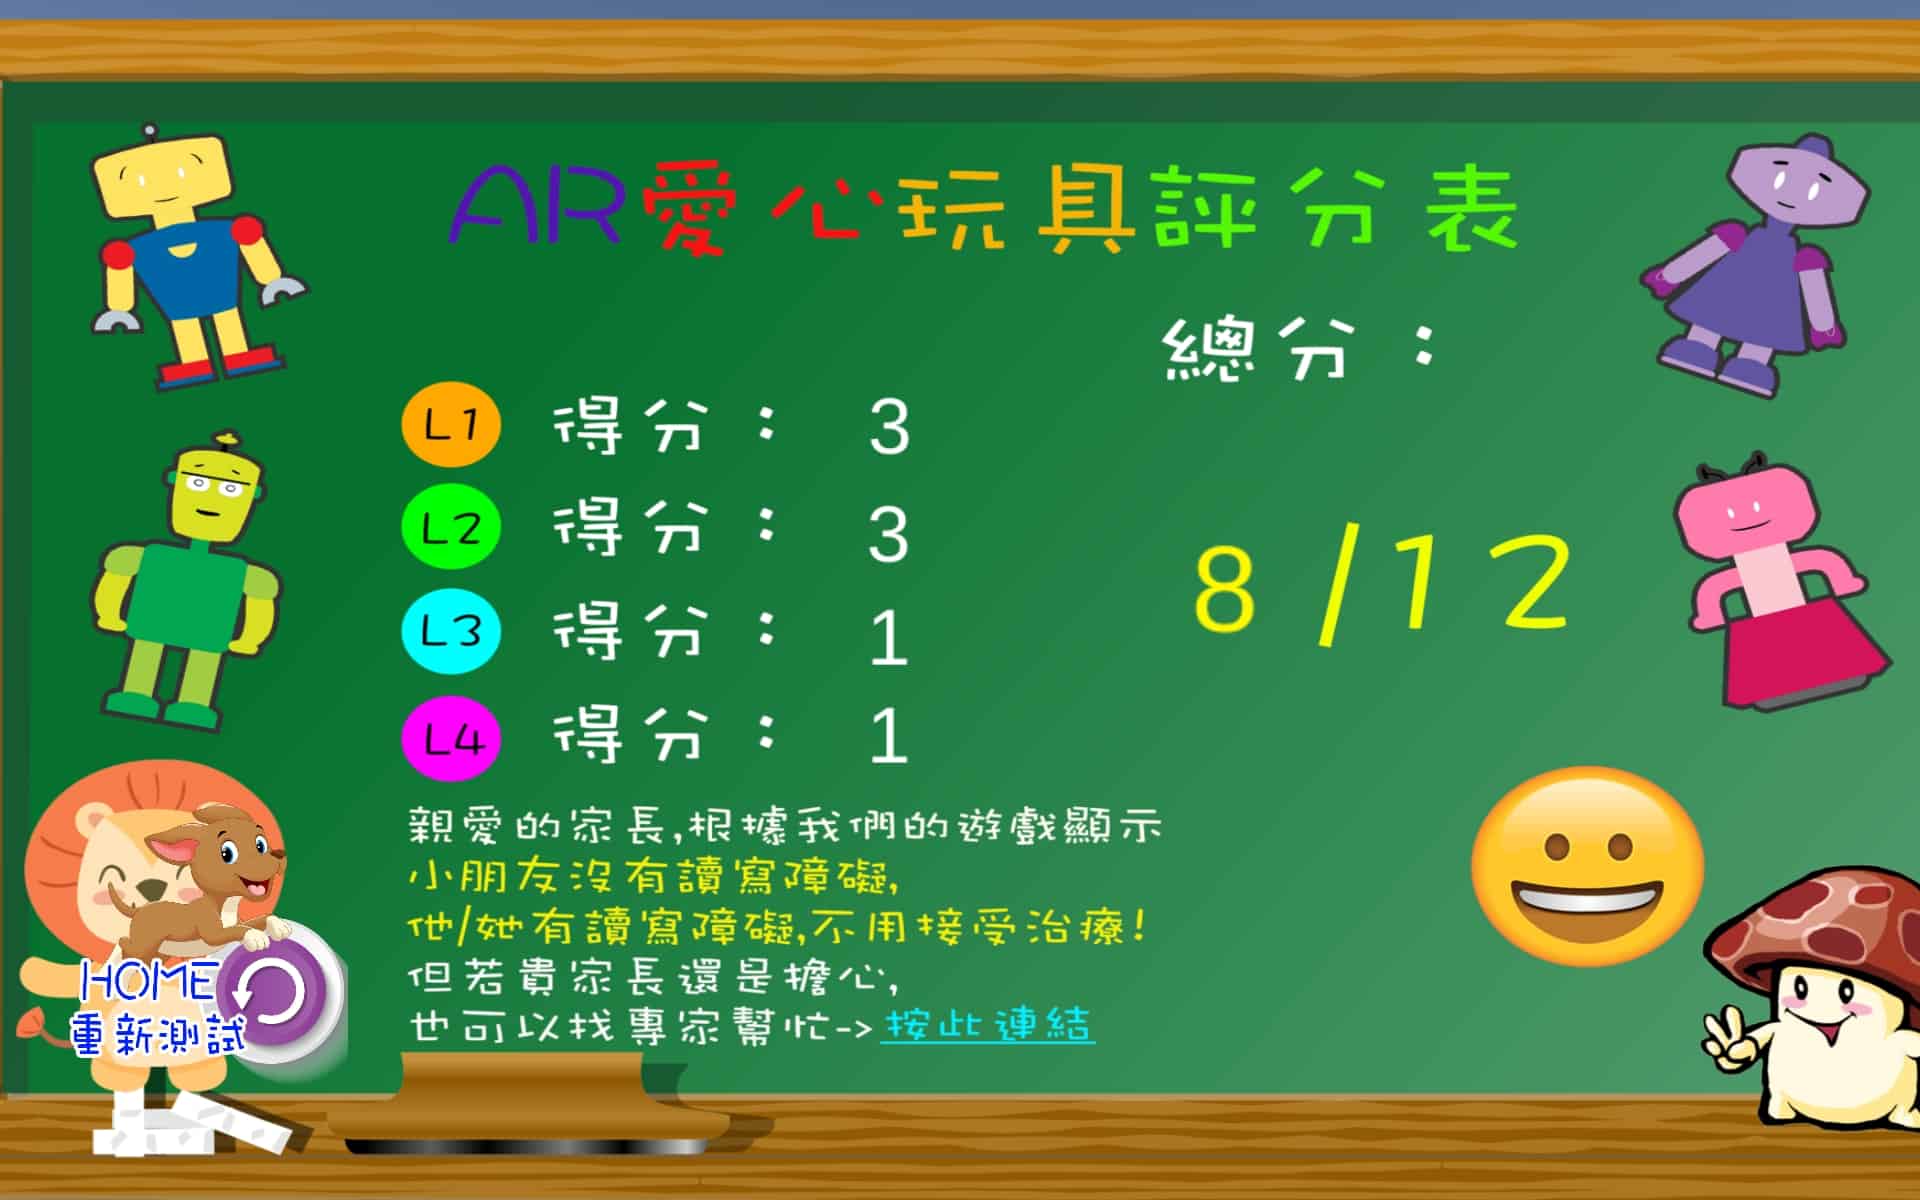 AR愛心玩具評分表
總分：
L1 得分： 3
L2 得分： 3
L3 得分： 1
L4 得分： 1
8 /12
親愛的家長,根據我們的遊戲顯示
小朋友沒有讀寫障礙,
他/她有讀寫障礙,不用接受治療!
但若貴家長還是擔心,
也可以找專家幫忙->按此連結
HOME
重新測試